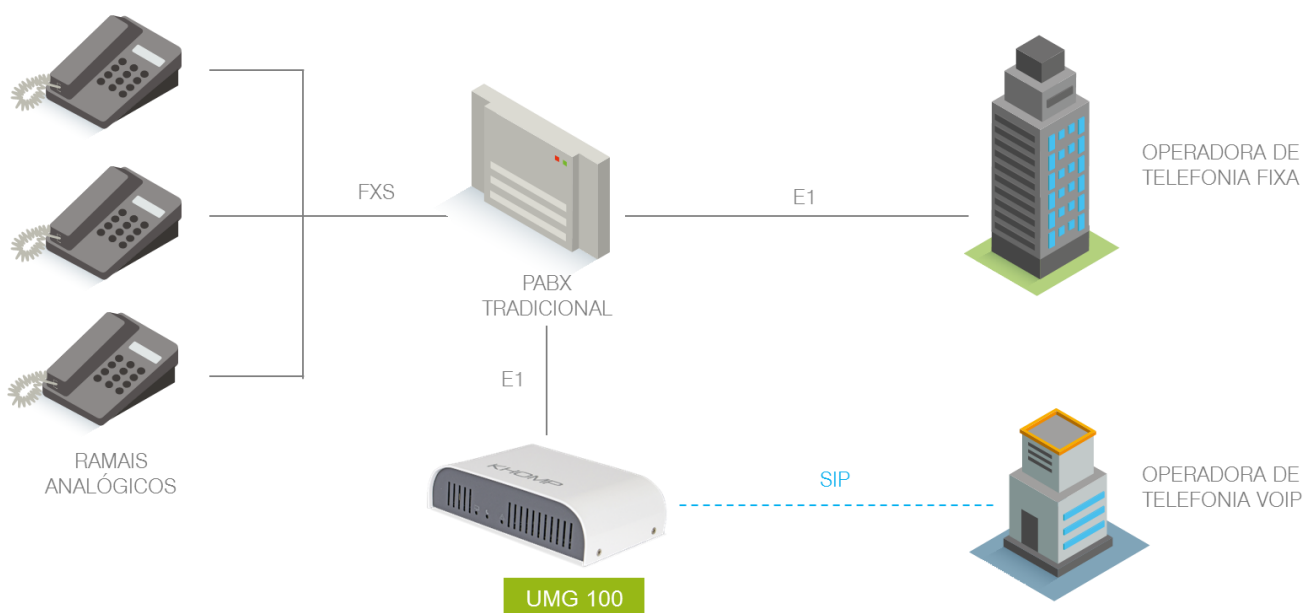 FXS
E1
OPERADORA DE
TELEFONIA FIXA
PABX
TRADICIONAL
E1
RAMAIS
ANALÓGICOS
KHOMP
SIP
OPERADORA DE
TELEFONIA VOIP
UMG 100